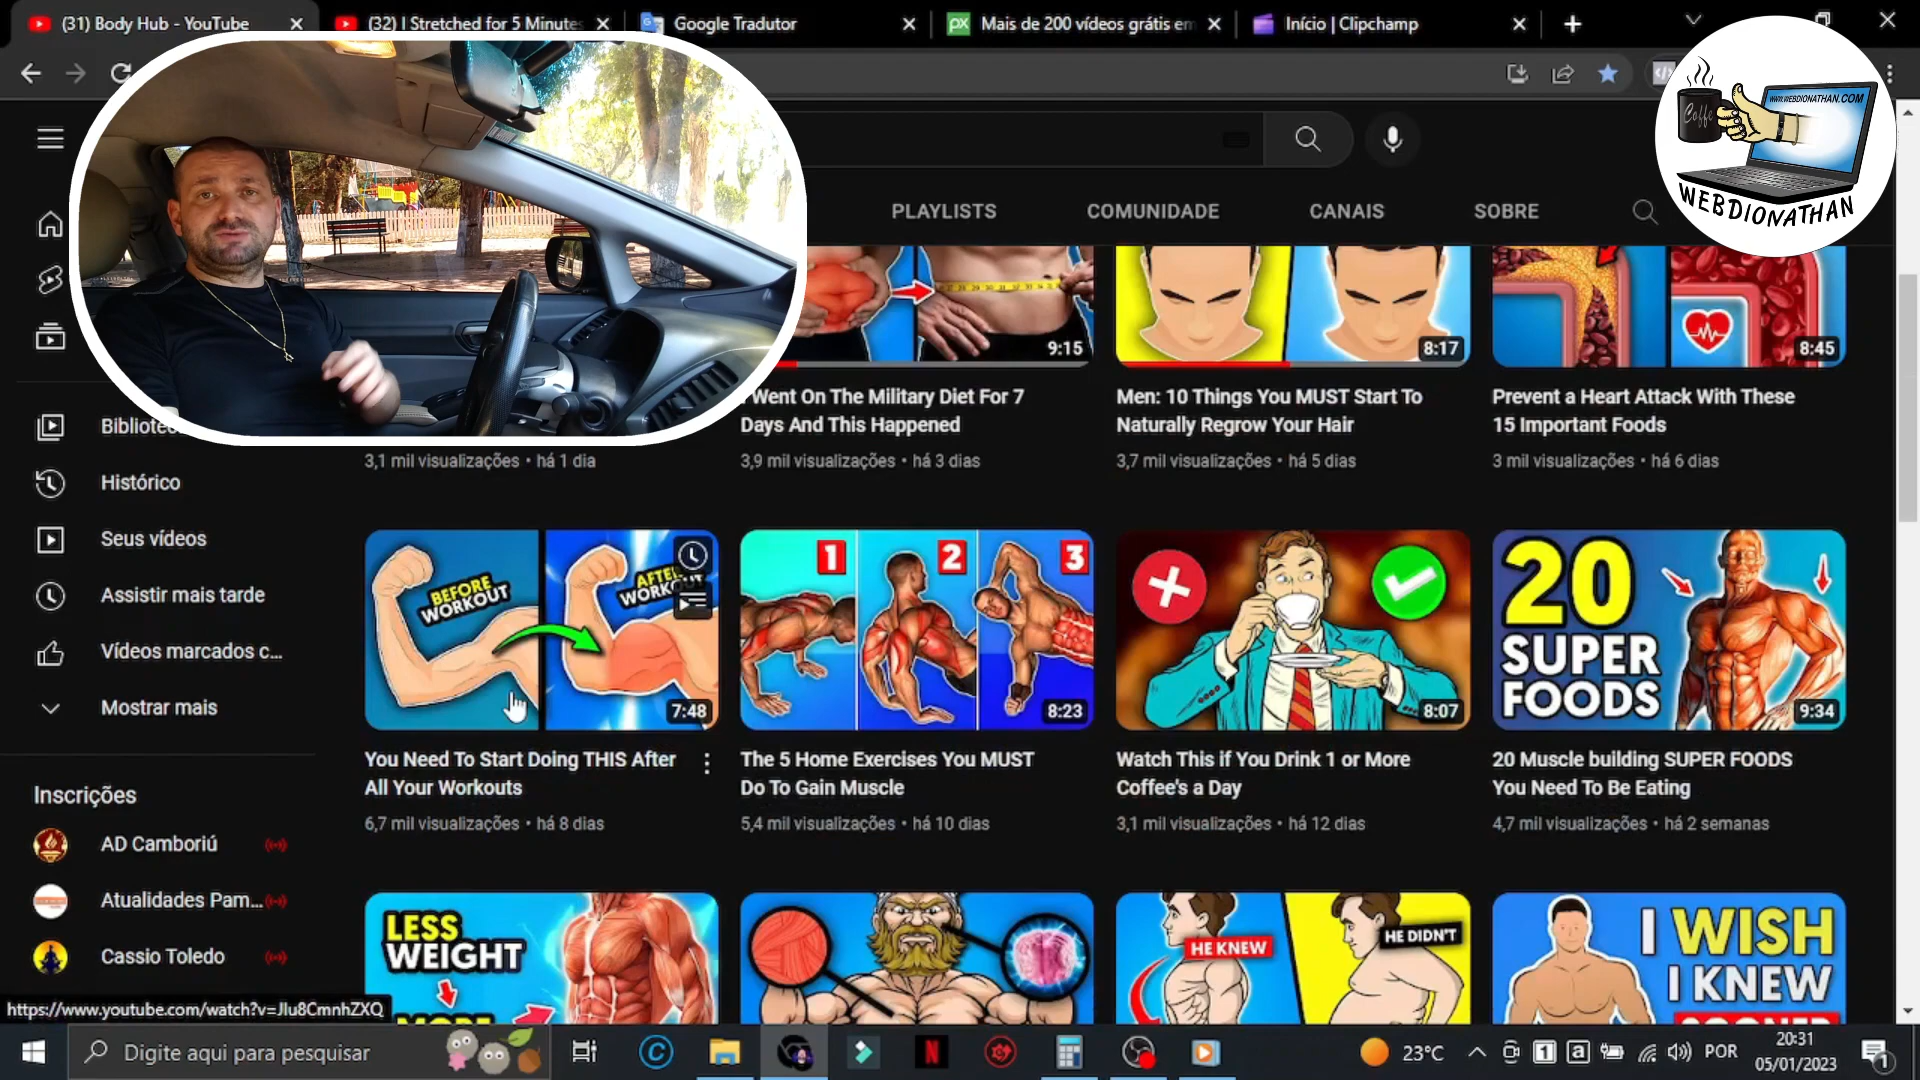 (31) Body Hub - YouTube
(32) I Stretched for 5 Minutes
Google Tradutor
px
Mais de 200 vídeos grátis em
Início | Clipchamp
WWW.WEBDIONATHAN.COM
Coffe
WEBDIONATHAN
PLAYLISTS
COMUNIDADE
CANAIS
SOBRE
9:15
8:17
8:45
Went On The Military Diet For 7
Days And This Happened
3,1 mil visualizações • há 1 dia
3,9 mil visualizações • há 3 dias
Men: 10 Things You MUST Start To
Naturally Regrow Your Hair
3,7 mil visualizações • há 5 dias
Prevent a Heart Attack With These
15 Important Foods
3 mil visualizações • há 6 dias
Histórico
Seus vídeos
Assistir mais tarde
Vídeos marcados c...
Mostrar mais
Inscrições
AD Camboriú
Atualidades Pam...
Cassio Toledo
BEFORE
WORKOUT
7:48
You Need To Start Doing THIS After
All Your Workouts
6,7 mil visualizações • há 8 dias
1
2
3
8:23
The 5 Home Exercises You MUST
Do To Gain Muscle
5,4 mil visualizações • há 10 dias
8:07
Watch This if You Drink 1 or More
Coffee's a Day
3,1 mil visualizações • há 12 dias
20
SUPER
FOODS
9:34
20 Muscle building SUPER FOODS
You Need To Be Eating
4,7 mil visualizações • há 2 semanas
LESS
WEIGHT
HE KNEW
HE DIDN'T
I WISH
I KNEW
https://www.youtube.com/watch?v=Jlu8CmnhZXQ
Digite aqui para pesquisar
23°C
POR
20:31
05/01/2023
1